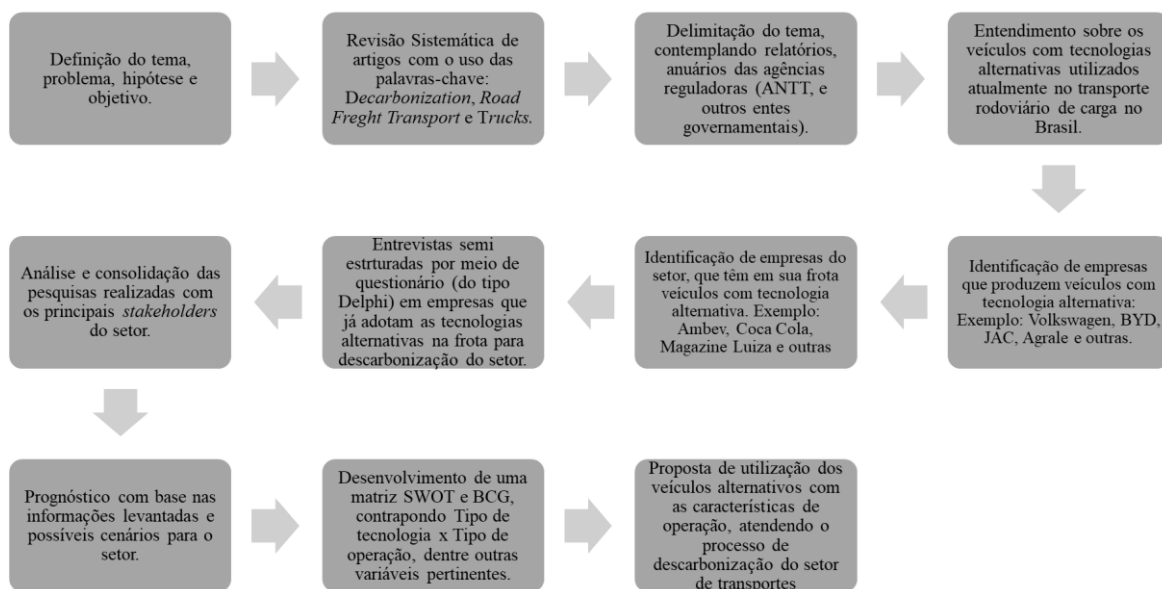 Definição do tema,
problema, hipótese e
objetivo.
Revisão Sistemática de
artigos com o uso das
palavras-chave:
Decarbonization, Road
Freght Transport e Trucks.
Delimitação do tema,
contemplando relatórios,
anuários das agências
reguladoras (ANTT, e
outros entes
governamentais).
Entendimento sobre os
veículos com tecnologias
alternativas utilizados
atualmente no transporte
rodoviário de carga no
Brasil.
Identificação de empresas
que produzem veículos com
tecnologia alternativa:
Exemplo: Volkswagen, BYD,
JAC, Agrale e outras.
Identificação de empresas do
setor, que têm em sua frota
veículos com tecnologia
alternativa. Exemplo:
Ambev, Coca Cola,
Magazine Luiza e outras
Entrevistas semi
estrturadas por meio de
questionário (do tipo
Delphi) em empresas que
já adotam as tecnologias
alternativas na frota para
descarbonização do setor.
Análise e consolidação das
pesquisas realizadas com
os principais stakeholders
do setor.
Prognóstico com base nas
informações levantadas e
possíveis cenários para o
setor.
Desenvolvimento de uma
matriz SWOT e BCG,
contrapondo Tipo de
tecnologia x Tipo de
operação, dentre outras
variáveis pertinentes.
Proposta de utilização dos
veículos alternativos com
as características de
operação, atendendo o
processo de
descarbonização do setor
de transportes